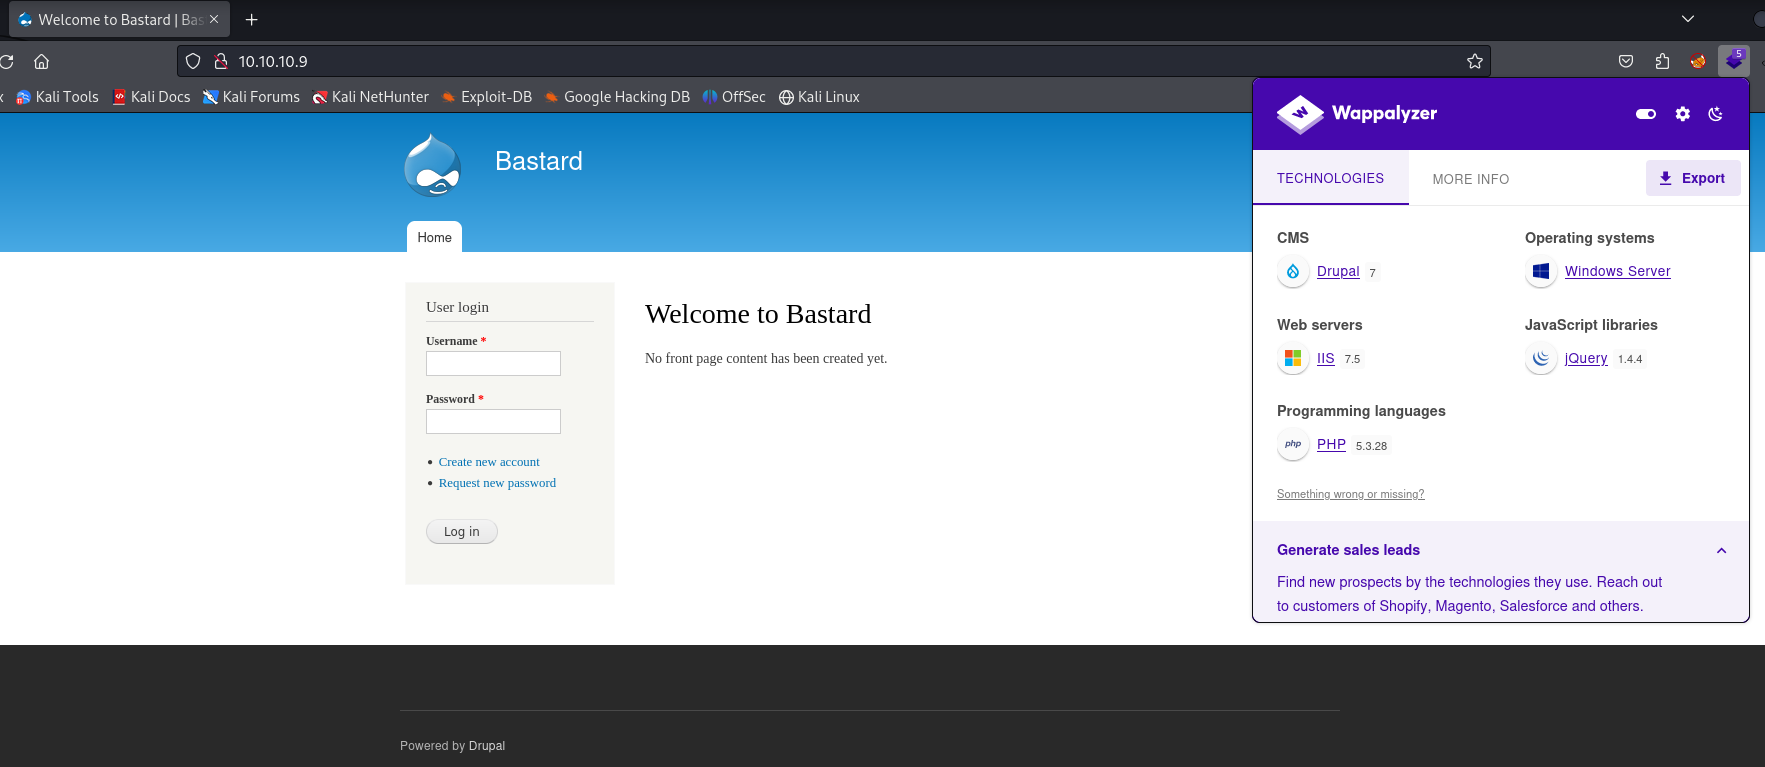 Welcome to Bastard | Bas
10.10.10.9
5
Kali Tools Kali Docs Kali Forums Kali NetHunter Exploit-DB Google Hacking DB OffSec Kali Linux
Bastard
Home
User login
Username *
Password *
Create new account
Request new password
Log in
Welcome to Bastard
No front page content has been created yet.
Powered by Drupal
Wappalyzer
TECHNOLOGIES MORE INFO Export
CMS
Drupal 7
Operating systems
Windows Server
Web servers
IIS 7.5
JavaScript libraries
jQuery 1.4.4
Programming languages
php PHP 5.3.28
Something wrong or missing?
Generate sales leads
Find new prospects by the technologies they use. Reach out
to customers of Shopify, Magento, Salesforce and others.